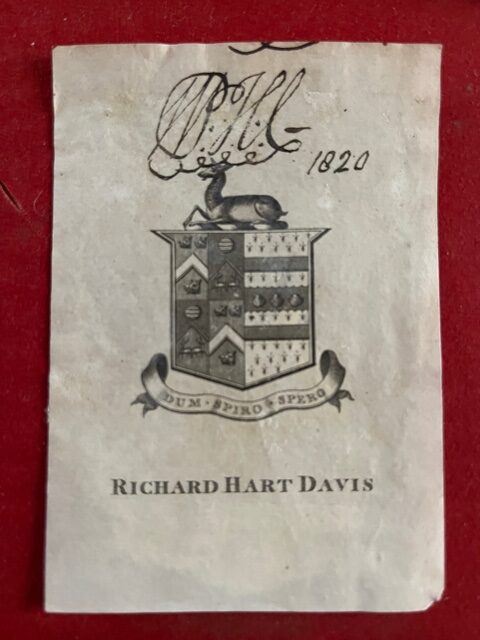 1820
DUM · SPIRO · SPERO
RICHARD HART DAVIS